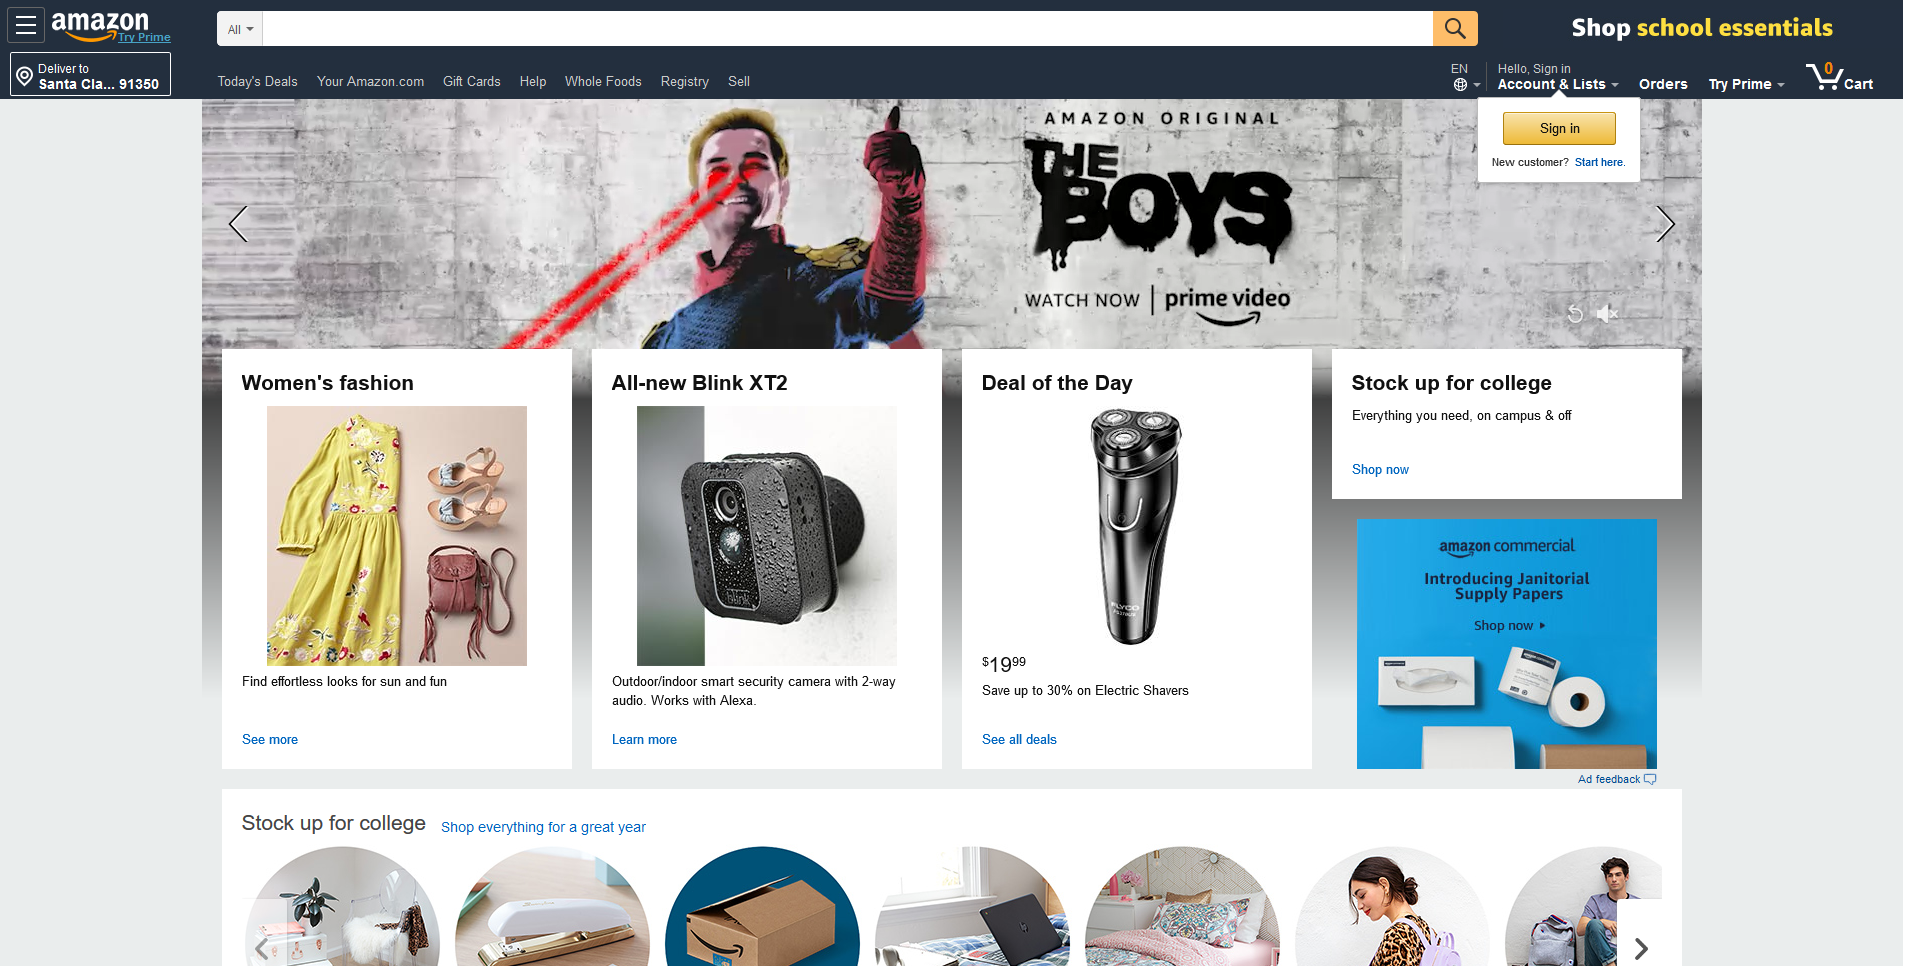 amazon
Try Prime
All
Shop school essentials
Deliver to
Santa Cla... 91350
Today's Deals
Your Amazon.com
Gift Cards
Help
Whole Foods
Registry
Sell
EN
Hello, Sign in
Account & Lists
Orders
Try Prime
0
Cart
Sign in
New customer? Start here.
AMAZON ORIGINAL
THE
BOYS
WATCH NOW | prime video
Women's fashion
Find effortless looks for sun and fun
See more
All-new Blink XT2
blink
Outdoor/indoor smart security camera with 2-way
audio. Works with Alexa.
Learn more
Deal of the Day
FLYCO
$19.99
Save up to 30% on Electric Shavers
See all deals
Stock up for college
Everything you need, on campus & off
Shop now
amazon commercial
Introducing Janitorial
Supply Papers
Shop now
Ad feedback
Stock up for college
Shop everything for a great year